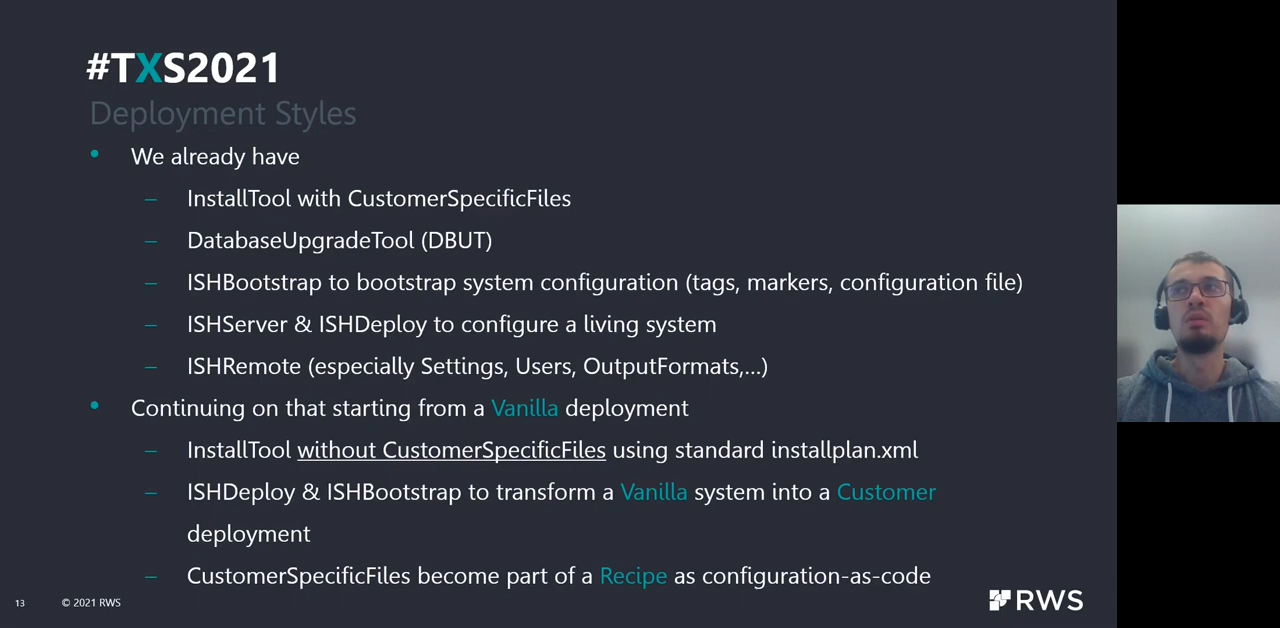 #TXS2021
Deployment Styles
• We already have
– InstallTool with CustomerSpecificFiles
– DatabaseUpgradeTool (DBUT)
– ISHBootstrap to bootstrap system configuration (tags, markers, configuration file)
– ISHServer & ISHDeploy to configure a living system
– ISHRemote (especially Settings, Users, OutputFormats,...)
• Continuing on that starting from a Vanilla deployment
– InstallTool without CustomerSpecificFiles using standard installplan.xml
– ISHDeploy & ISHBootstrap to transform a Vanilla system into a Customer
deployment
– CustomerSpecificFiles become part of a Recipe as configuration-as-code
13 © 2021 RWS
RWS